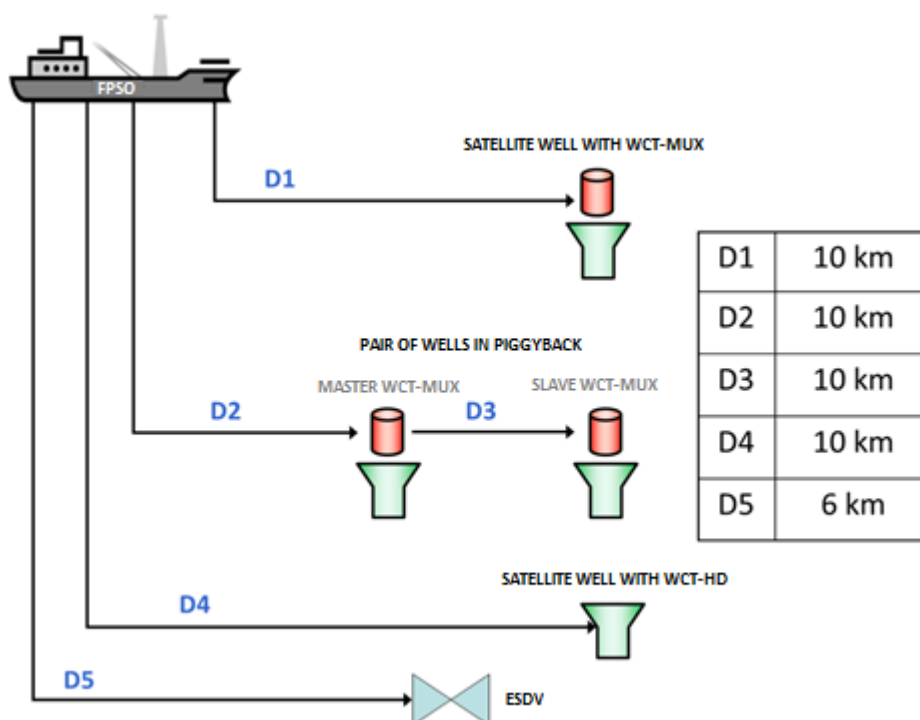 FPSO
SATELLITE WELL WITH WCT-MUX
D1
PAIR OF WELLS IN PIGGYBACK
MASTER WCT-MUX
SLAVE WCT-MUX
D2
D3
SATELLITE WELL WITH WCT-HD
D4
D5
ESDV
D1 10 km
D2 10 km
D3 10 km
D4 10 km
D5 6 km